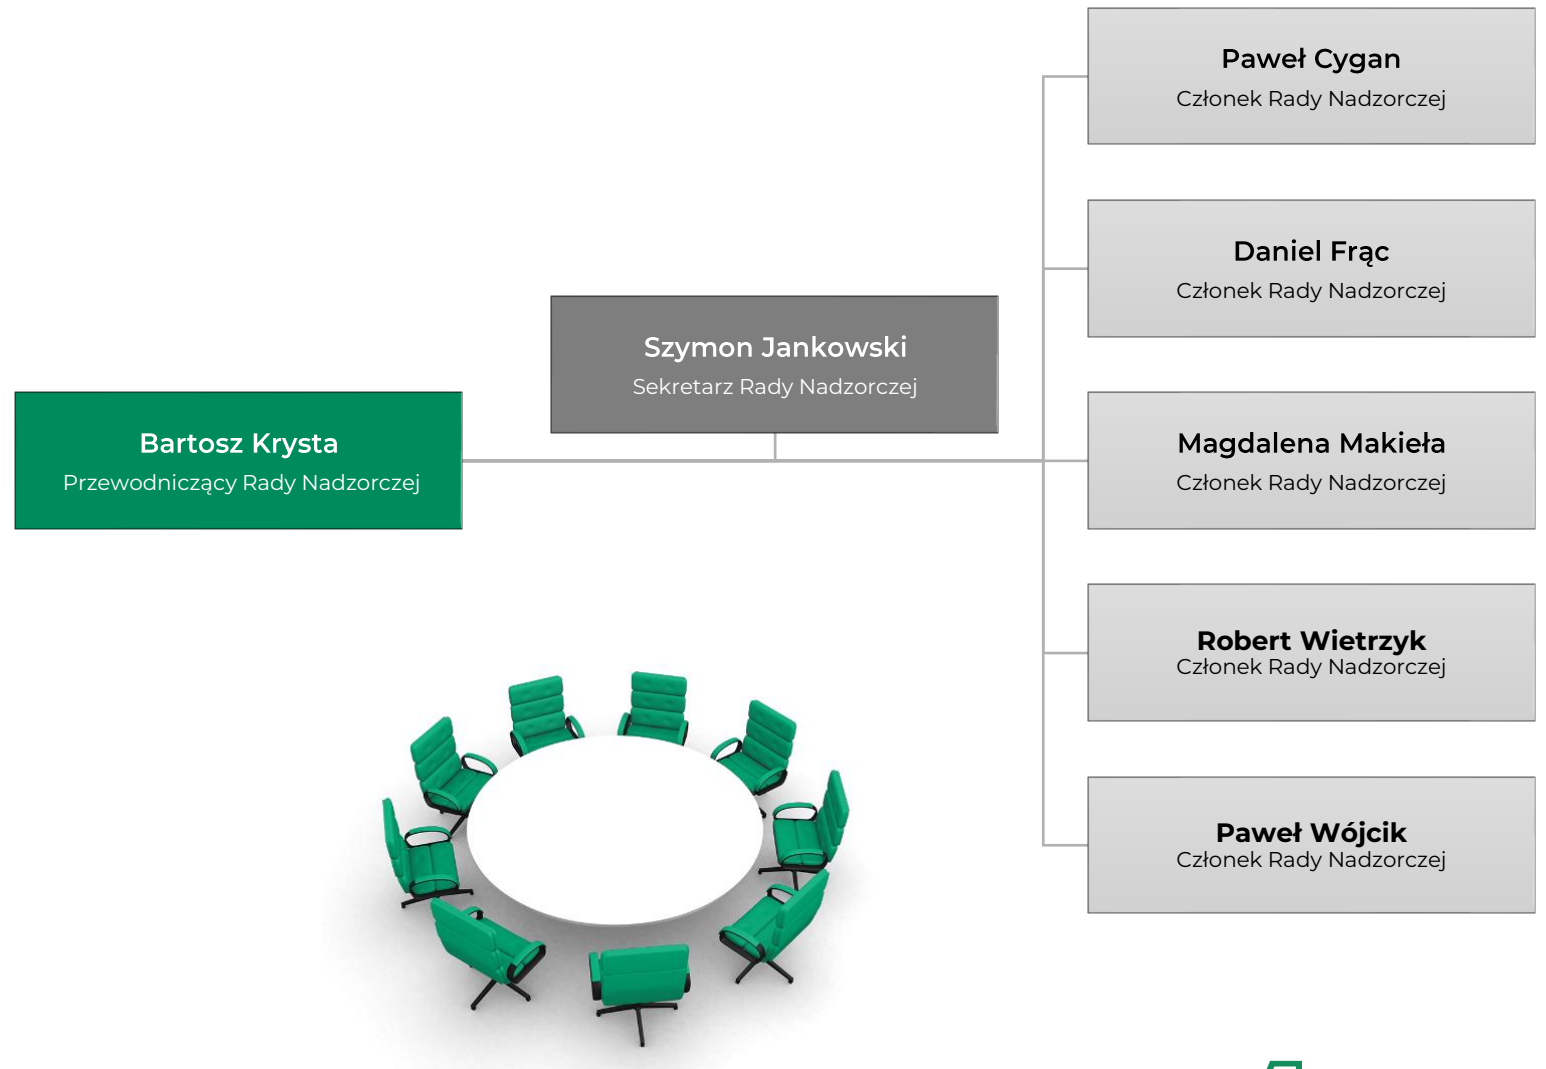 Bartosz Krysta
Przewodniczący Rady Nadzorczej
Szymon Jankowski
Sekretarz Rady Nadzorczej
Paweł Cygan
Członek Rady Nadzorczej
Daniel Frąc
Członek Rady Nadzorczej
Magdalena Makieła
Członek Rady Nadzorczej
Robert Wietrzyk
Członek Rady Nadzorczej
Paweł Wójcik
Członek Rady Nadzorczej